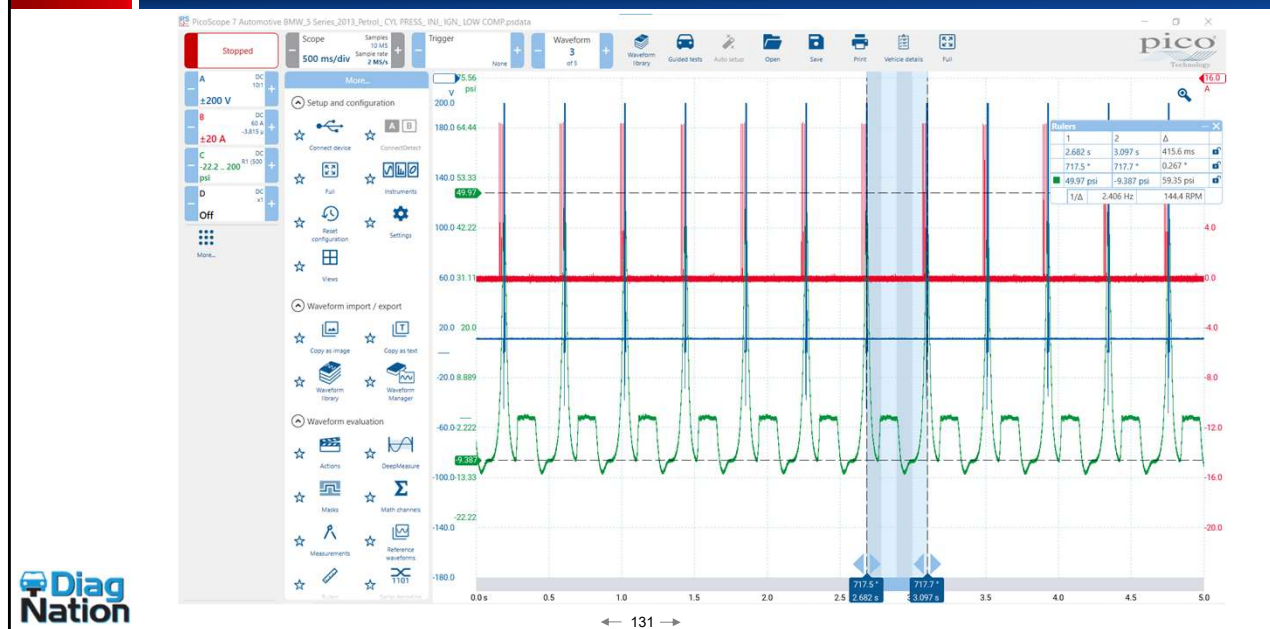 PicoScope 7 Automotive BMW_5 Series_2013_Petrol_ CYL PRESS_ INJ_ IGN_ LOW COMP.psdata
Stopped
Scope
500 ms/div
Samples
10 MS
Sample rate
2 MS/s
Trigger
None
Waveform
3
of 5
Waveform
library
Guided tests
Auto setup
Open
Save
Print
Vehicle details
Full
pico
Technology
A
DC
10:1
±200 V
B
DC
60 A
±20 A
C
DC
R1 (500
-22.2 .. 200
psi
D
DC
x1
Off
More...
More...
Setup and configuration
Connect device
A B
ConnectDetect
Full
Instruments
Reset
configuration
Settings
Views
Waveform import / export
Copy as image
Copy as text
Waveform
library
Waveform
Manager
Waveform evaluation
Actions
DeepMeasure
Masks
Math channels
Measurements
Reference
waveforms
1101
V
75.56
psi
200.0
180.0 64.44
140.0 53.33
49.97
100.0 42.22
60.0 31.11
20.0 20.0
-20.0 8.889
-60.0 -2.222
-9.387
-100.0 -13.33
-22.22
-140.0
-180.0
16.0
A
4.0
0.0
-4.0
-8.0
-12.0
-16.0
-20.0
Rulers
1 2 Δ
2.682 s 3.097 s 415.6 ms
717.5 ° 717.7 ° 0.267 °
49.97 psi -9.387 psi 59.35 psi
1/Δ 2.406 Hz 144.4 RPM
717.5 ° 717.7 °
0.0 s 0.5 1.0 1.5 2.0 2.5 2.682 s 3.097 s 3.5 4.0 4.5 5.0
Diag
Nation
← 131 →